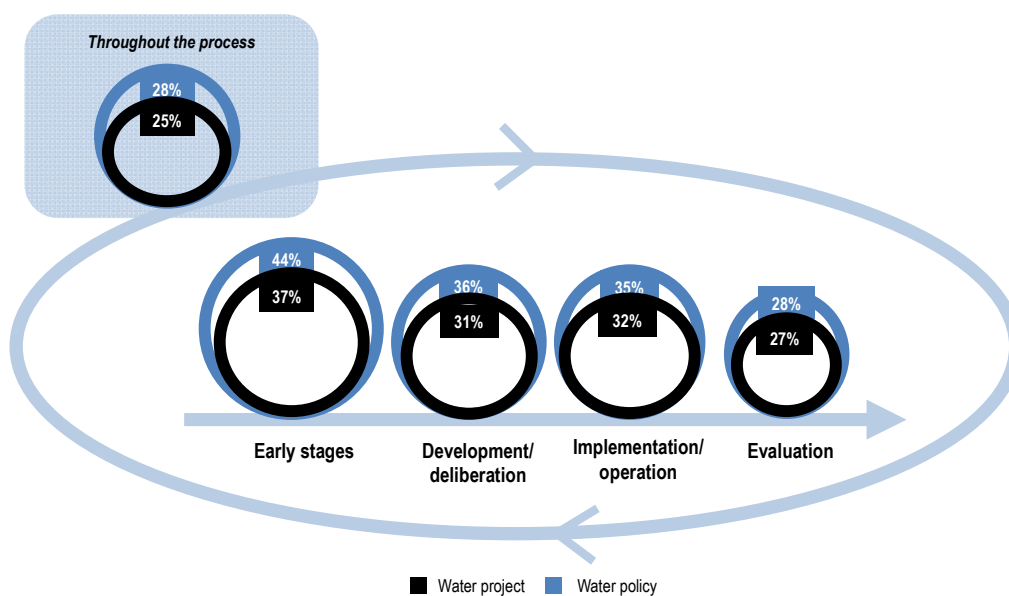 Throughout the process
28%
25%
44%
37%
36%
31%
35%
32%
28%
27%
Early stages
Development/
deliberation
Implementation/
operation
Evaluation
Water project
Water policy